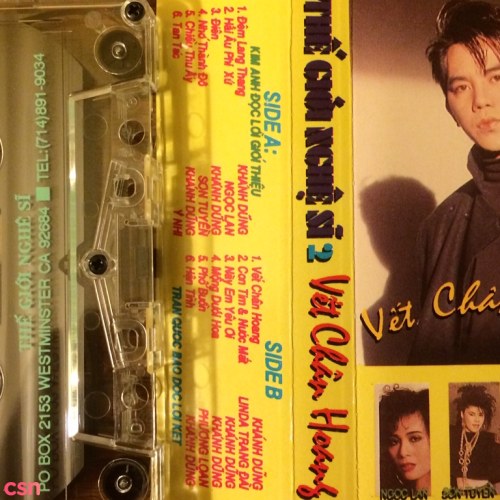 THẾ GIỚI NGHỆ SĨ
PO BOX 2153 WESTMINSTER CA 92684 ■ TEL:(714)891-9034
SIDE A:
KIM ANH ĐỌC LỜI GIỚI THIỆU
1. Đêm Lang Thang KHÁNH DŨNG
2. Hải Âu Phi Xứ NGỌC LAN
3. Điên KHÁNH DŨNG
4. Nhớ Thành Đô SƠN TUYỀN
5. Chiều Thu Ấy KHÁNH DŨNG
6. Tan Tác Ý NHI
SIDE B
1. Vết Chân Hoang KHÁNH DŨNG
2. Con Tim & Nước Mắt LINDA TRANG ĐÀI
3. Này Em Yêu Ơi KHÁNH DŨNG
4. Mộng Dưới Hoa KHÁNH DŨNG
5. Phố Buồn PHƯƠNG LOAN
6. Hận Tình KHÁNH DŨNG
TRẦN QUỐC BẢO ĐỌC LỜI KẾT
THẾ GIỚI NGHỆ SĨ 2 Vết Chân Hoang
Vết Chân
NGỌC LAN
SƠN TUYỀN
csn